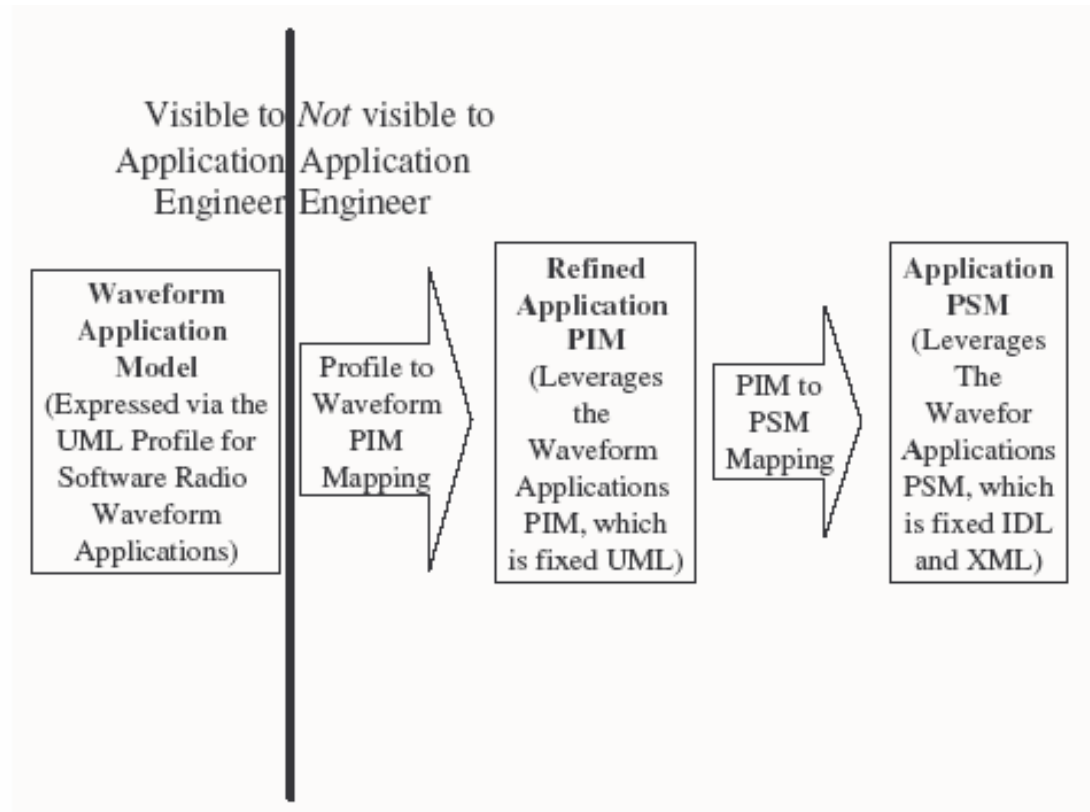 Visible to
Application
Engineer
Not visible to
Application
Engineer
Waveform
Application
Model
(Expressed via the
UML Profile for
Software Radio
Waveform
Applications)
Profile to
Waveform
PIM
Mapping
Refined
Application
PIM
(Leverages
the
Waveform
Applications
PIM, which
is fixed UML)
PIM to
PSM
Mapping
Application
PSM
(Leverages
The
Wavefor
Applications
PSM, which
is fixed IDL
and XML)